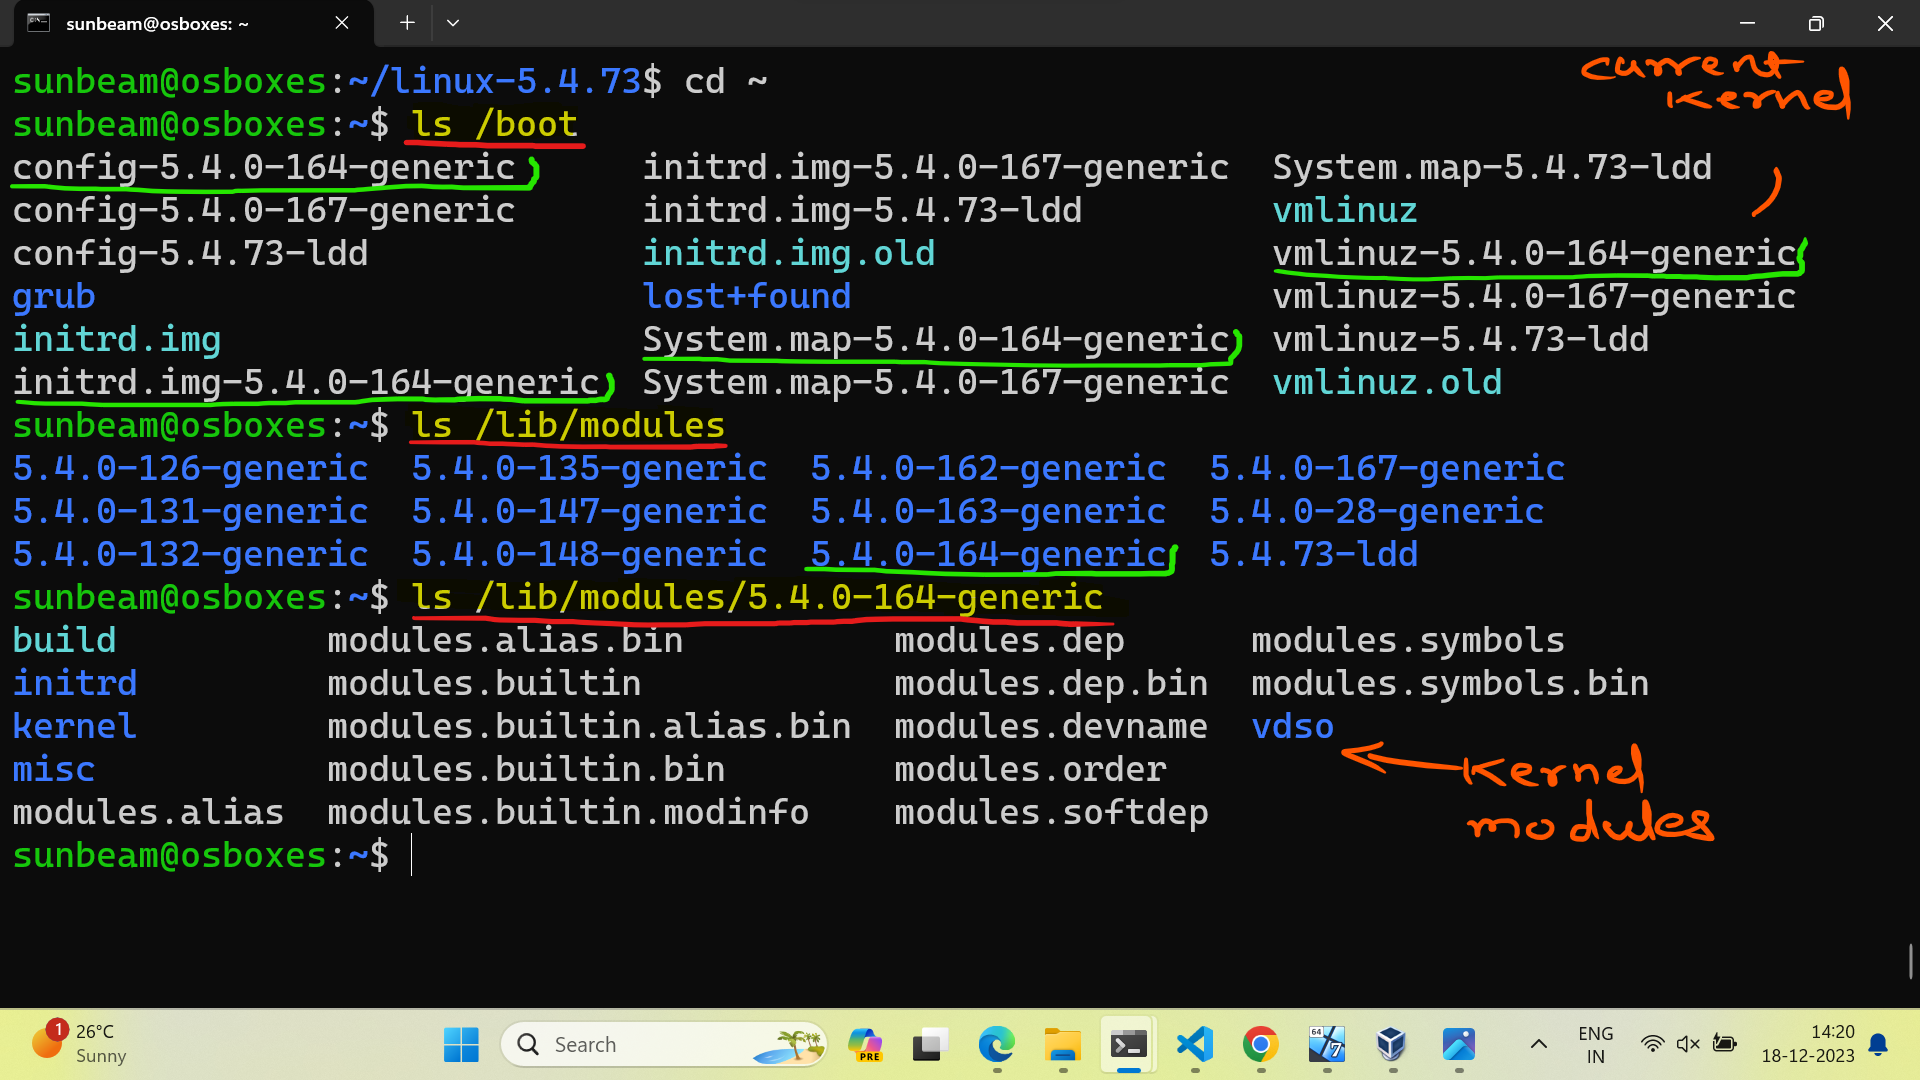 sunbeam@osboxes: ~
sunbeam@osboxes:~/linux-5.4.73$ cd ~
current
kernel
sunbeam@osboxes:~$ ls /boot
config-5.4.0-164-generic initrd.img-5.4.0-167-generic System.map-5.4.73-ldd
config-5.4.0-167-generic initrd.img-5.4.73-ldd vmlinuz
config-5.4.73-ldd initrd.img.old vmlinuz-5.4.0-164-generic
grub lost+found vmlinuz-5.4.0-167-generic
initrd.img System.map-5.4.0-164-generic vmlinuz-5.4.73-ldd
initrd.img-5.4.0-164-generic System.map-5.4.0-167-generic vmlinuz.old
sunbeam@osboxes:~$ ls /lib/modules
5.4.0-126-generic 5.4.0-135-generic 5.4.0-162-generic 5.4.0-167-generic
5.4.0-131-generic 5.4.0-147-generic 5.4.0-163-generic 5.4.0-28-generic
5.4.0-132-generic 5.4.0-148-generic 5.4.0-164-generic 5.4.73-ldd
sunbeam@osboxes:~$ ls /lib/modules/5.4.0-164-generic
build modules.alias.bin modules.dep modules.symbols
initrd modules.builtin modules.dep.bin modules.symbols.bin
kernel modules.builtin.alias.bin modules.devname vdso
misc modules.builtin.bin modules.order
modules.alias modules.builtin.modinfo modules.softdep
Kernel
modules
sunbeam@osboxes:~$
1
26°C
Sunny
Search
PRE
64
7
ENG
IN
14:20
18-12-2023